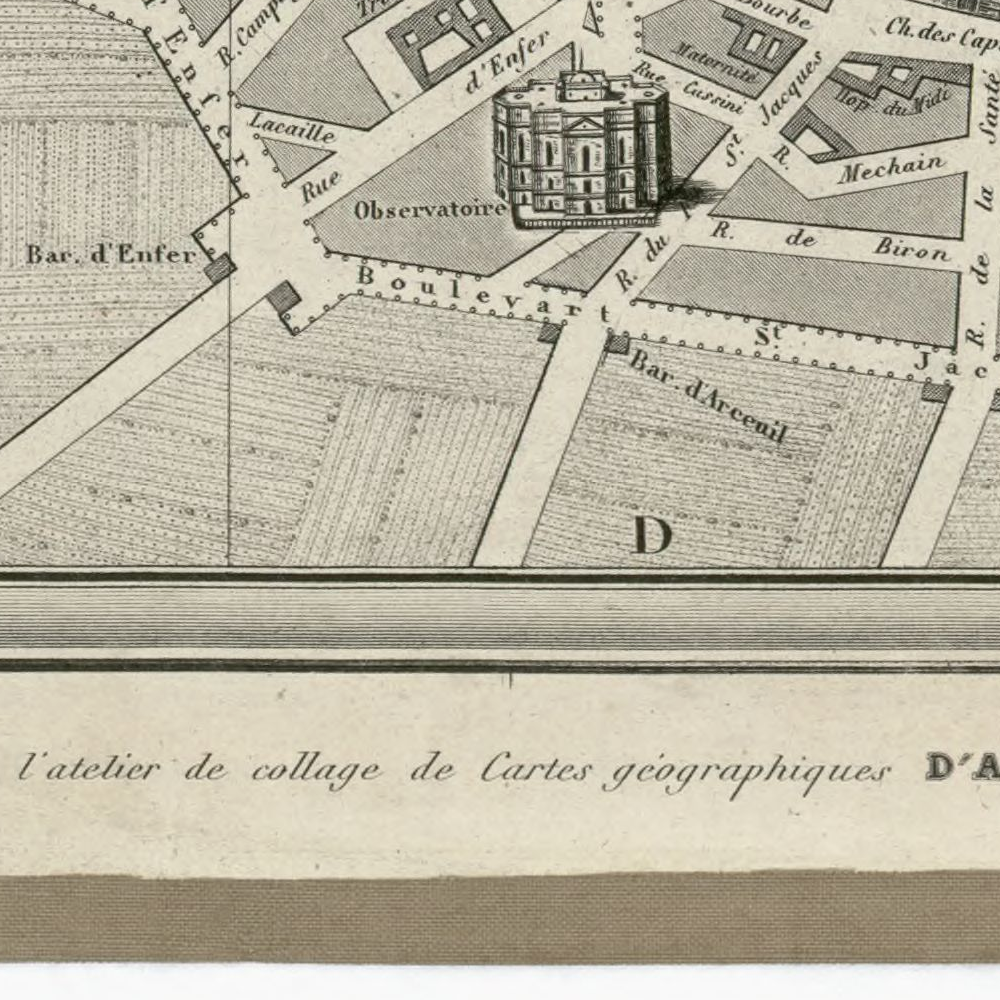 d'Enfer
R. Camp
Bourbe
Ch. des Cap
Maternité
Rue Cassini
Hop. du Midi
Lacaille
Rue d'Enfer
R. Mechain
R. du F. St. Jacques
R. de la Santé
Observatoire
R. de Biron
Bar. d'Enfer
Boulevart St. Jac
Bar. d'Arceuil
D
l'atelier de collage de Cartes géographiques D'A